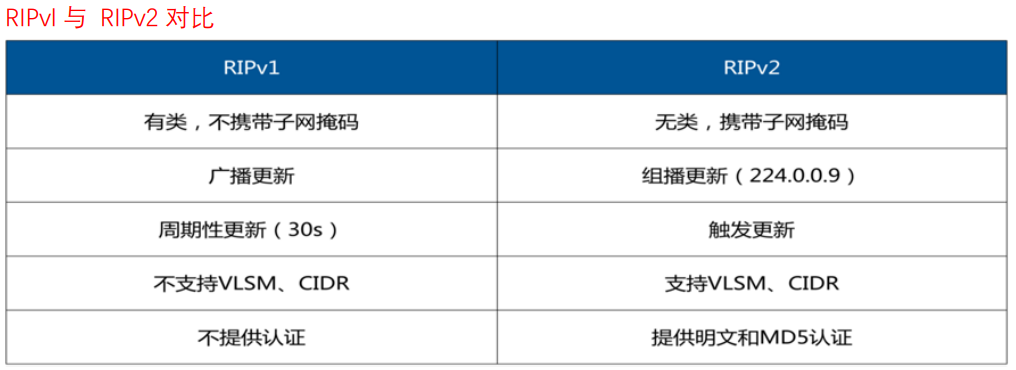 RIPvl 与 RIPv2 对比
RIPv1 RIPv2
有类，不携带子网掩码 无类，携带子网掩码
广播更新 组播更新（224.0.0.9）
周期性更新（30s） 触发更新
不支持VLSM、CIDR 支持VLSM、CIDR
不提供认证 提供明文和MD5认证